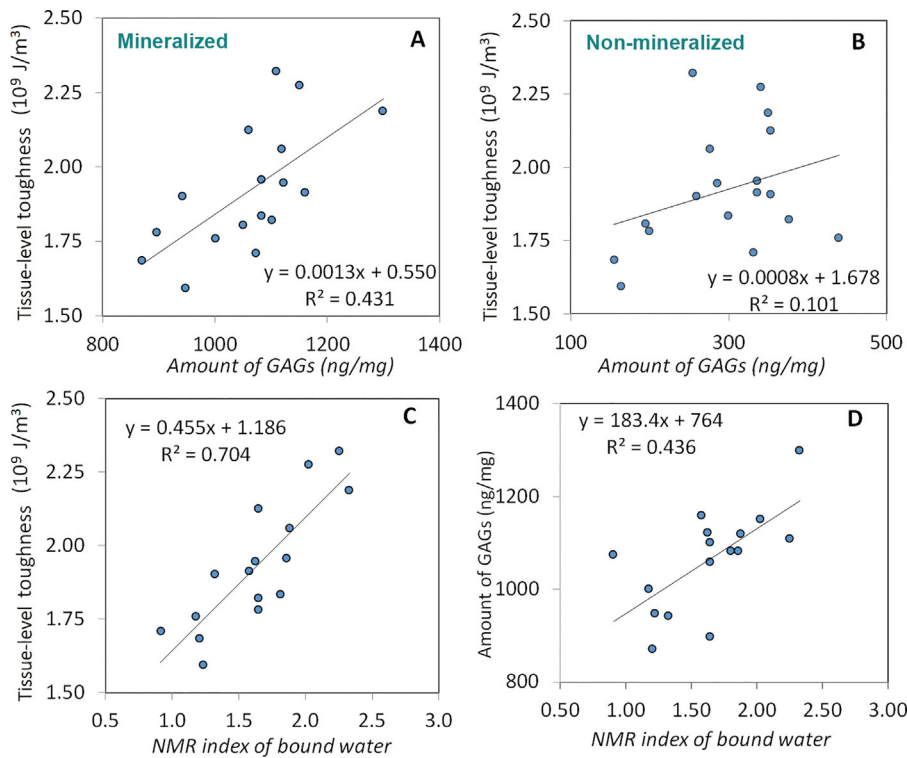 Mineralized
A
Tissue-level toughness (10⁹ J/m³)
2.50
2.25
2.00
1.75
1.50
y = 0.0013x + 0.550
R² = 0.431
800
1000
1200
1400
Amount of GAGs (ng/mg)
Non-mineralized
B
Tissue-level toughness (10⁹ J/m³)
2.50
2.25
2.00
1.75
1.50
y = 0.0008x + 1.678
R² = 0.101
100
300
500
Amount of GAGs (ng/mg)
C
Tissue-level toughness (10⁹ J/m³)
2.50
2.25
2.00
1.75
1.50
y = 0.455x + 1.186
R² = 0.704
0.5
1.0
1.5
2.0
2.5
3.0
NMR index of bound water
D
Amount of GAGs (ng/mg)
1400
1200
1000
800
y = 183.4x + 764
R² = 0.436
0.50
1.00
1.50
2.00
2.50
3.00
NMR index of bound water